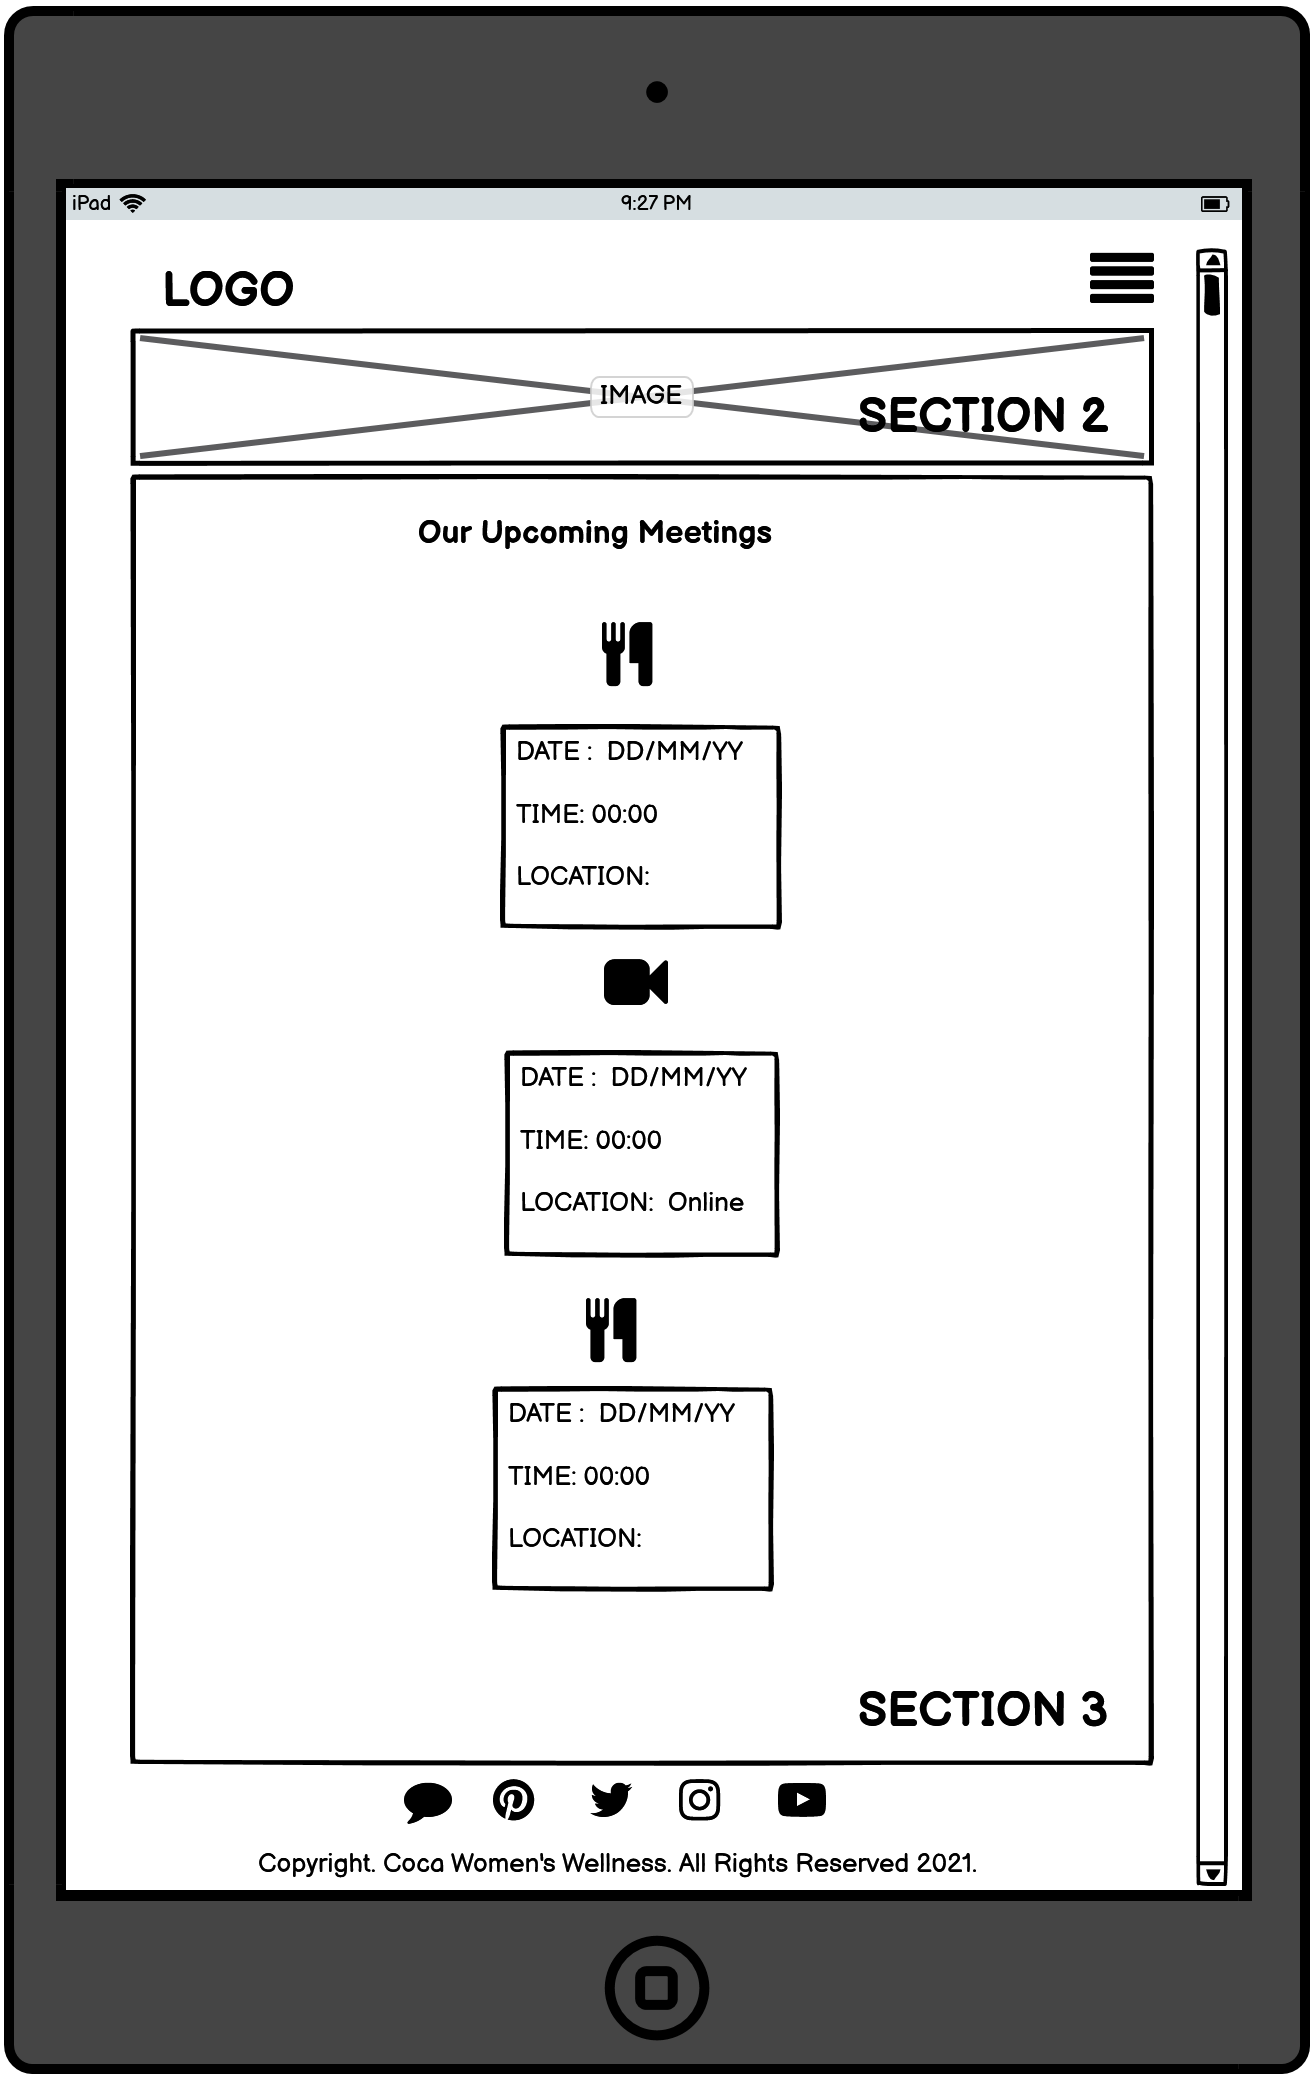 iPad
9:27 PM
LOGO
IMAGE
SECTION 2
Our Upcoming Meetings
DATE :  DD/MM/YY
TIME: 00:00
LOCATION:
DATE :  DD/MM/YY
TIME: 00:00
LOCATION:  Online
DATE :  DD/MM/YY
TIME: 00:00
LOCATION:
SECTION 3
Copyright. Coca Women's Wellness. All Rights Reserved 2021.